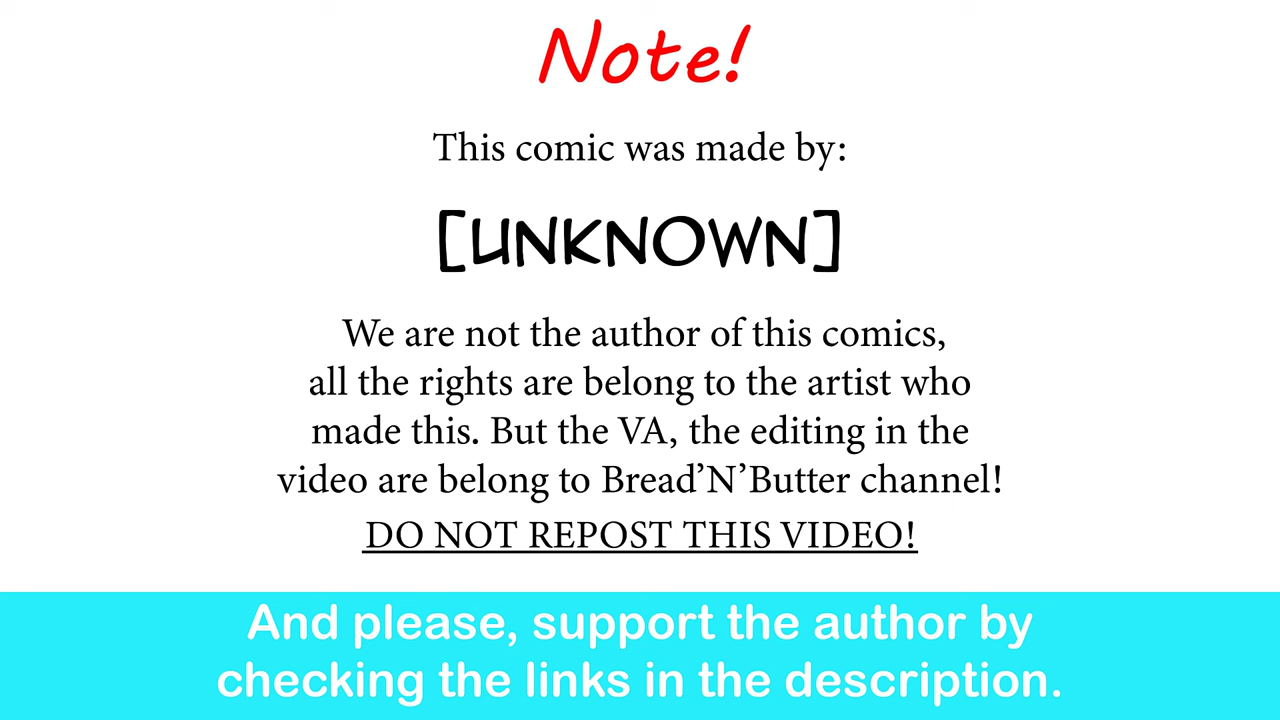 Note!
This comic was made by:
[UNKNOWN]
We are not the author of this comics,
all the rights are belong to the artist who
made this. But the VA, the editing in the
video are belong to Bread’N’Butter channel!
DO NOT REPOST THIS VIDEO!
And please, support the author by
checking the links in the description.